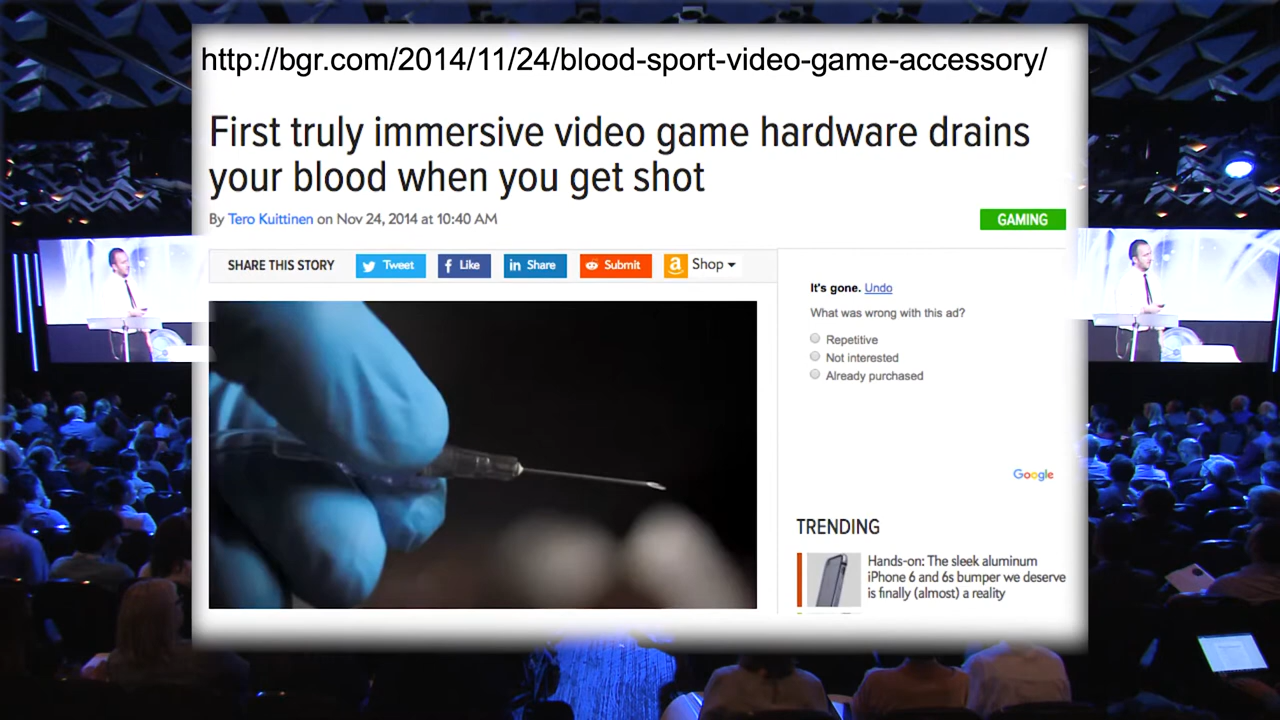 http://bgr.com/2014/11/24/blood-sport-video-game-accessory/
First truly immersive video game hardware drains
your blood when you get shot
By Tero Kuittinen on Nov 24, 2014 at 10:40 AM
GAMING
SHARE THIS STORY
Tweet
Like
Share
Submit
Shop
It's gone. Undo
What was wrong with this ad?
Repetitive
Not interested
Already purchased
Google
TRENDING
Hands-on: The sleek aluminum
iPhone 6 and 6s bumper we deserve
is finally (almost) a reality